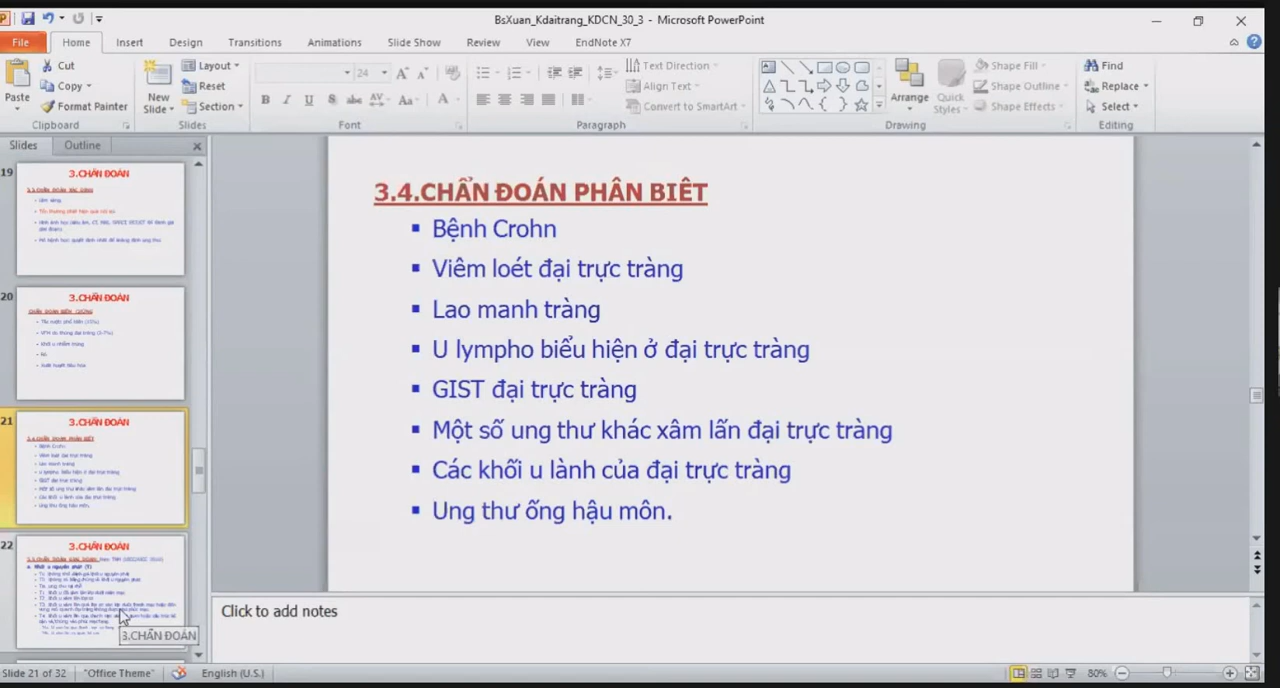 BsXuan_Kdaitrang_KDCN_30_3 - Microsoft PowerPoint
File Home Insert Design Transitions Animations Slide Show Review View EndNote X7
Paste
Cut
Copy
Format Painter
Clipboard
New Slide
Layout
Reset
Section
Slides
24
B I U S abc AV Aa A
Font
Text Direction
Align Text
Convert to SmartArt
Paragraph
Arrange
Quick Styles
Shape Fill
Shape Outline
Shape Effects
Drawing
Find
Replace
Select
Editing
Slides Outline
19
3.CHẨN ĐOÁN
20
3.CHẨN ĐOÁN
21
3.CHẨN ĐOÁN
22
3.CHẨN ĐOÁN
3.CHẨN ĐOÁN
3.4.CHẨN ĐOÁN PHÂN BIÊT
Bệnh Crohn
Viêm loét đại trực tràng
Lao manh tràng
U lympho biểu hiện ở đại trực tràng
GIST đại trực tràng
Một số ung thư khác xâm lấn đại trực tràng
Các khối u lành của đại trực tràng
Ung thư ống hậu môn.
Click to add notes
Slide 21 of 32 "Office Theme" English (U.S.) 80%